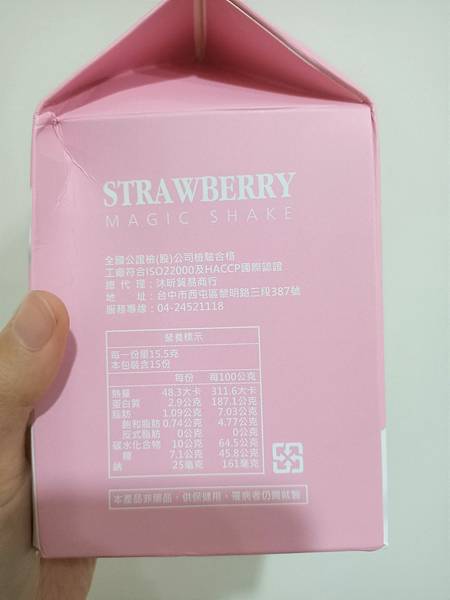 STRAWBERRY
MAGIC SHAKE
全國公證檢(股)公司檢驗合格
工廠符合ISO22000及HACCP國際認證
總 代 理：沐昕貿易商行
地 址：台中市西屯區黎明路三段387號
服務專線：04-24521118
營養標示
每一份量15.5克
本包裝含15份
每份 每100公克
熱量 48.3大卡 311.6大卡
蛋白質 2.9公克 187.1公克
脂肪 1.09公克 7.03公克
飽和脂肪 0.74公克 4.77公克
反式脂肪 0公克 0公克
碳水化合物 10公克 64.5公克
糖 7.1公克 45.8公克
鈉 25毫克 161毫克
本產品非藥品，供保健用，罹病者仍需就醫